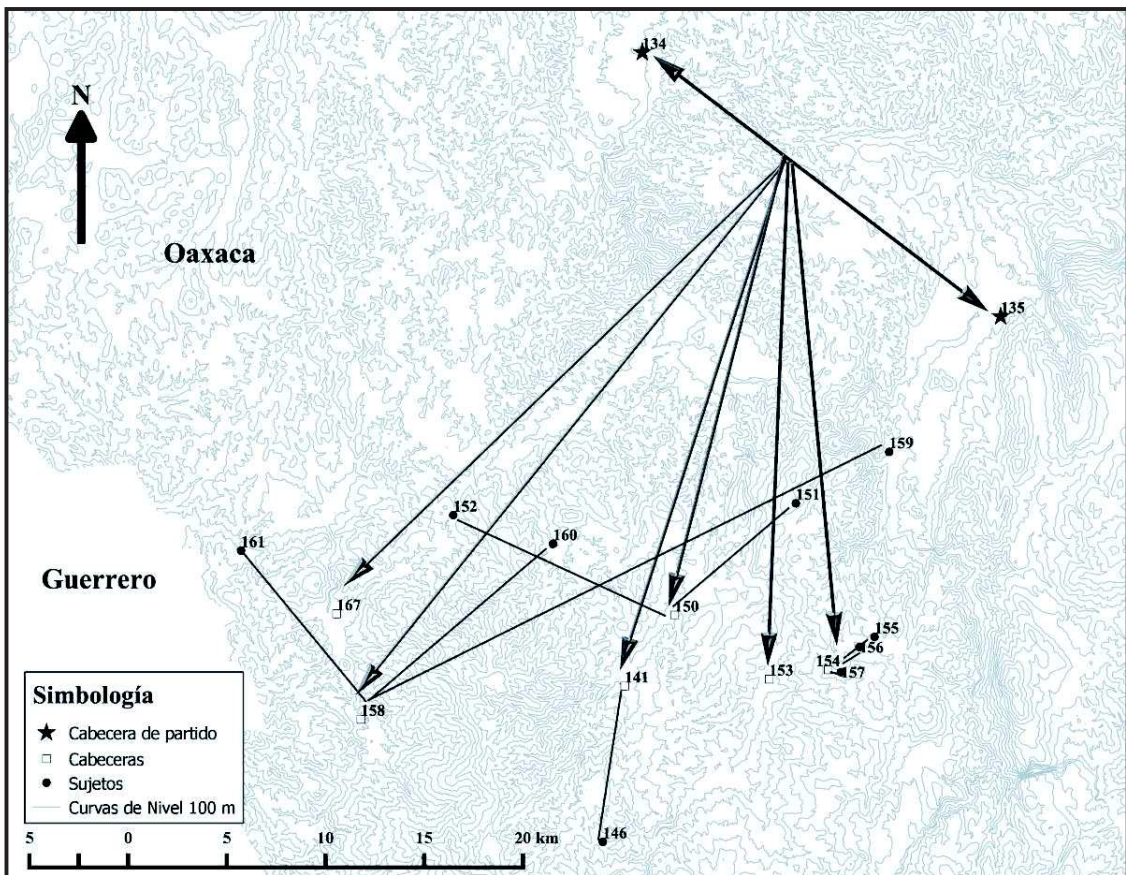 134
N
Oaxaca
135
159
151
152
160
161
Guerrero
167
150
155
156
154
157
153
141
158
Simbología
Cabecera de partido
Cabeceras
Sujetos
Curvas de Nivel 100 m
146
5 0 5 10 15 20 km